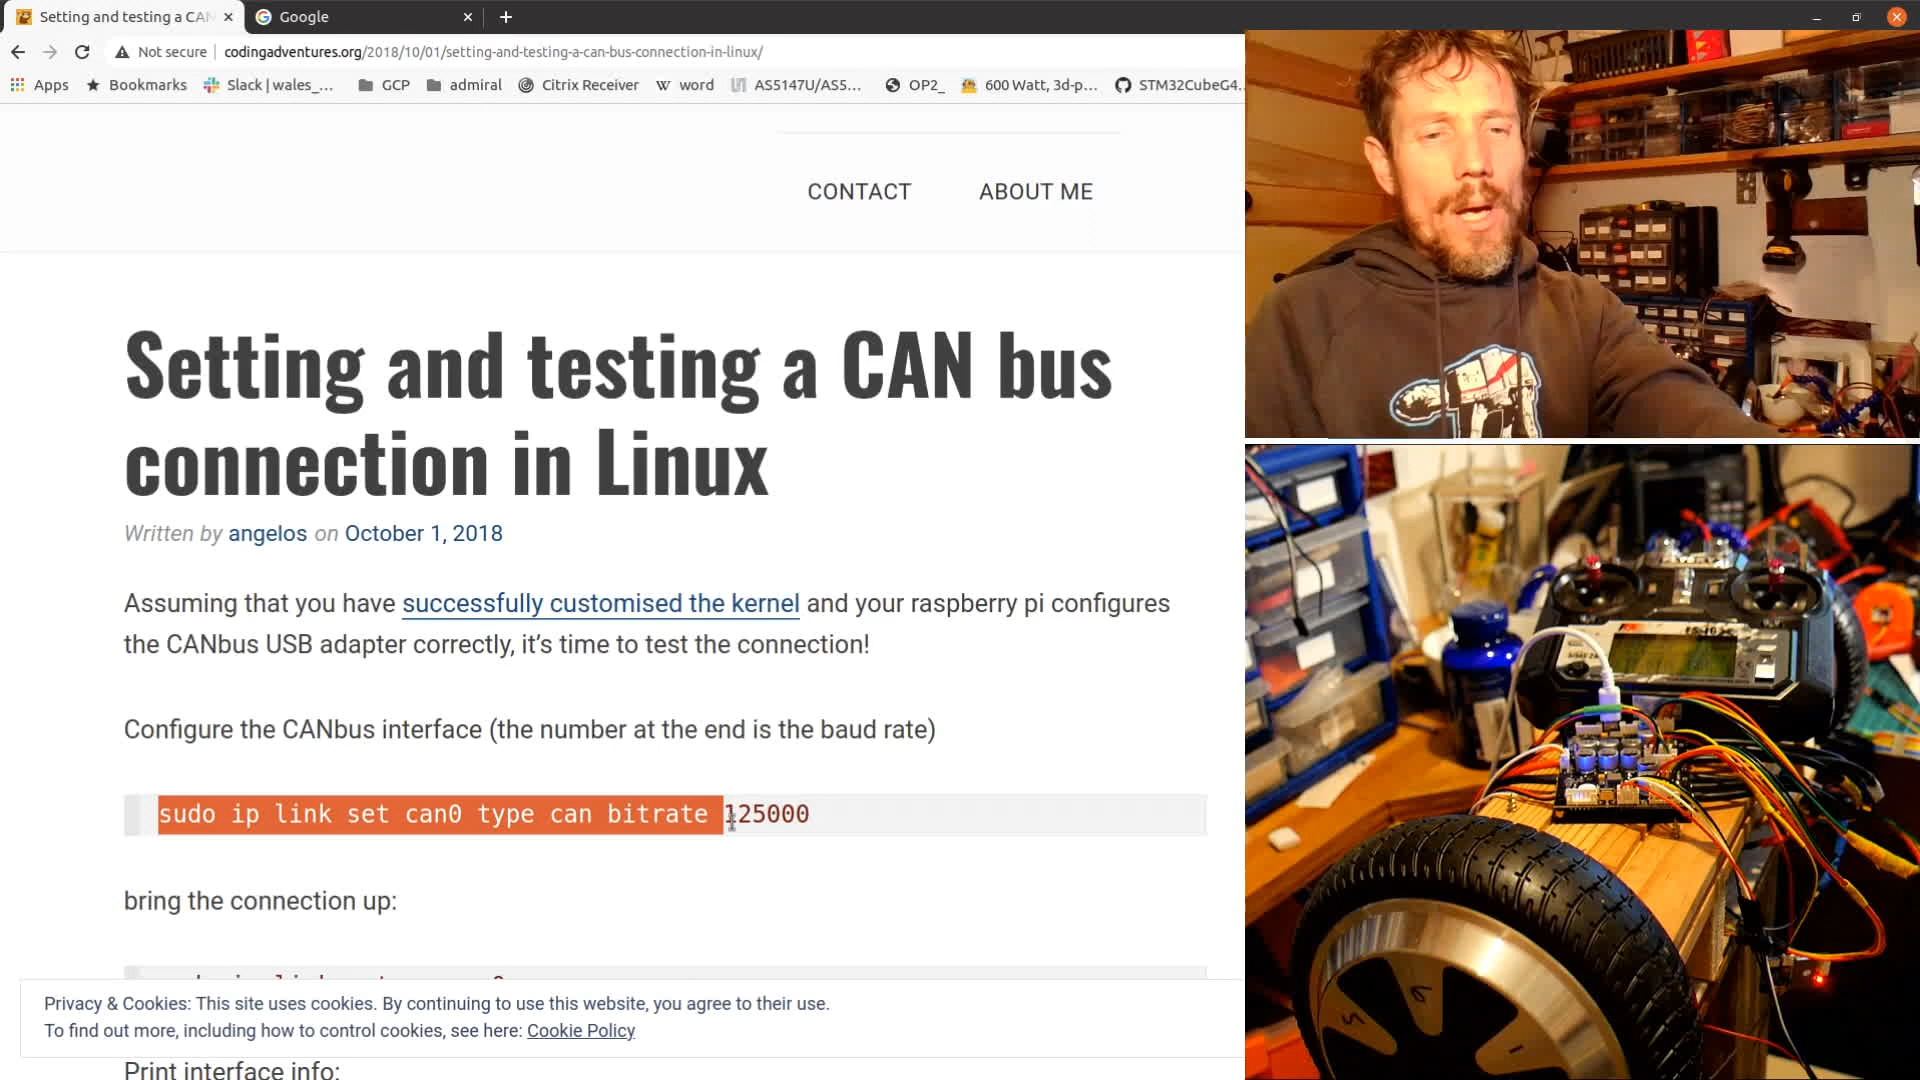 Setting and testing a CAN
Google
Not secure
codingadventures.org/2018/10/01/setting-and-testing-a-can-bus-connection-in-linux/
Apps
Bookmarks
Slack | wales_...
GCP
admiral
Citrix Receiver
W word
AS5147U/AS5...
OP2_
600 Watt, 3d-p...
STM32CubeG4...
CONTACT
ABOUT ME
Setting and testing a CAN bus
connection in Linux
Written by angelos on October 1, 2018
Assuming that you have successfully customised the kernel and your raspberry pi configures
the CANbus USB adapter correctly, it’s time to test the connection!
Configure the CANbus interface (the number at the end is the baud rate)
sudo ip link set can0 type can bitrate 125000
bring the connection up:
Privacy & Cookies: This site uses cookies. By continuing to use this website, you agree to their use.
To find out more, including how to control cookies, see here: Cookie Policy
Print interface info:
5
6
1